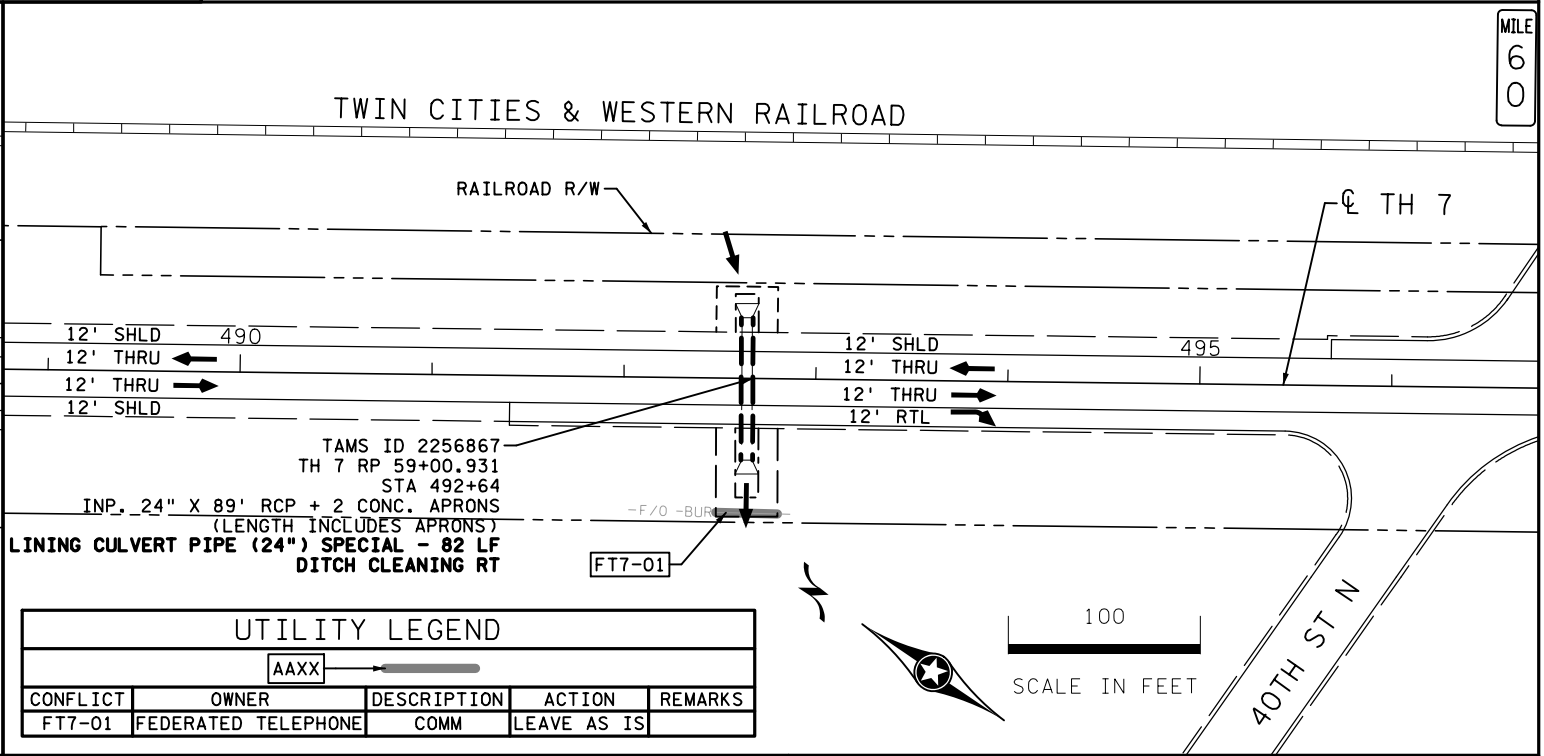 MILE
6
0
TWIN CITIES & WESTERN RAILROAD
RAILROAD R/W
℄ TH 7
12' SHLD
490
12' THRU
12' THRU
12' SHLD
12' SHLD
495
12' THRU
12' THRU
12' RTL
TAMS ID 2256867
TH 7 RP 59+00.931
STA 492+64
INP. 24" X 89' RCP + 2 CONC. APRONS
(LENGTH INCLUDES APRONS)
LINING CULVERT PIPE (24") SPECIAL - 82 LF
DITCH CLEANING RT
-F/O -BUR
FT7-01
100
SCALE IN FEET
40TH ST N
UTILITY LEGEND
AAXX
CONFLICT OWNER DESCRIPTION ACTION REMARKS
FT7-01 FEDERATED TELEPHONE COMM LEAVE AS IS